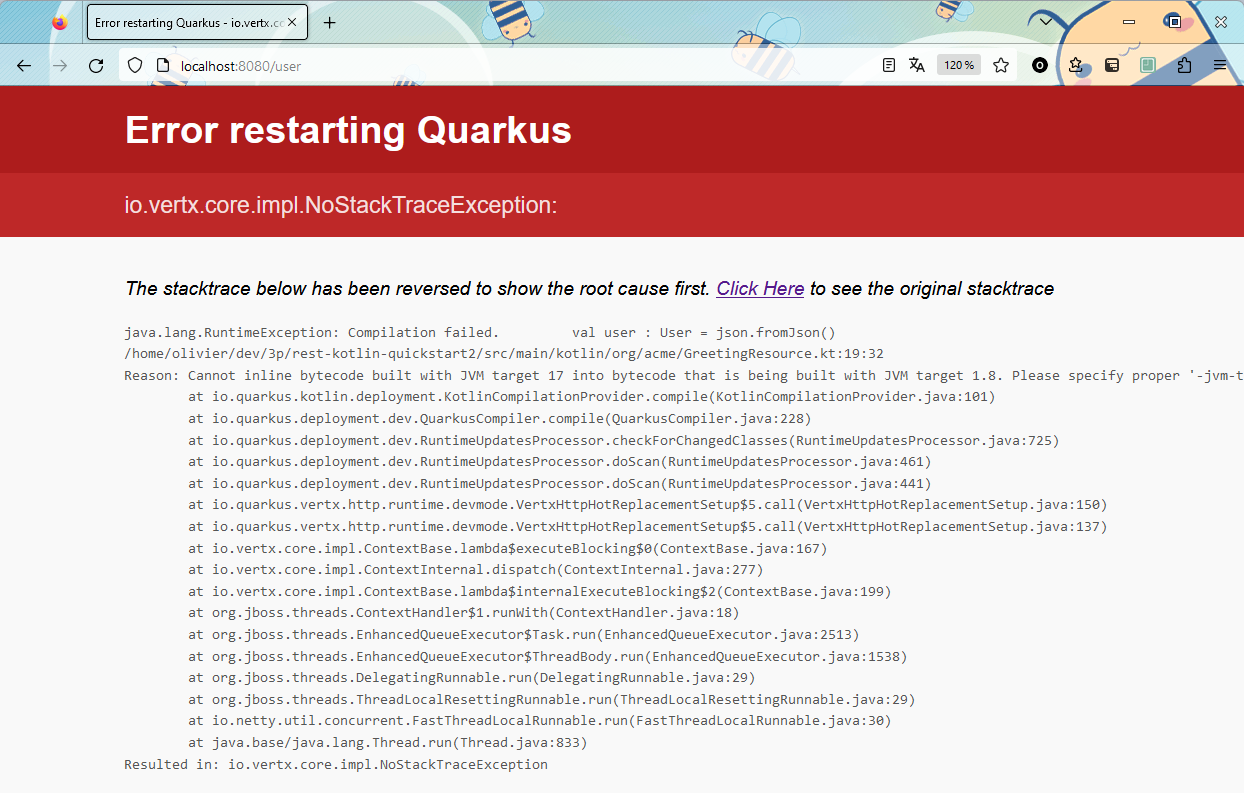 Error restarting Quarkus - io.vertx.co
localhost:8080/user
120 %
Error restarting Quarkus
io.vertx.core.impl.NoStackTraceException:
The stacktrace below has been reversed to show the root cause first. Click Here to see the original stacktrace
java.lang.RuntimeException: Compilation failed.         val user : User = json.fromJson()
/home/olivier/dev/3p/rest-kotlin-quickstart2/src/main/kotlin/org/acme/GreetingResource.kt:19:32
Reason: Cannot inline bytecode built with JVM target 17 into bytecode that is being built with JVM target 1.8. Please specify proper '-jvm-t
at io.quarkus.kotlin.deployment.KotlinCompilationProvider.compile(KotlinCompilationProvider.java:101)
at io.quarkus.deployment.dev.QuarkusCompiler.compile(QuarkusCompiler.java:228)
at io.quarkus.deployment.dev.RuntimeUpdatesProcessor.checkForChangedClasses(RuntimeUpdatesProcessor.java:725)
at io.quarkus.deployment.dev.RuntimeUpdatesProcessor.doScan(RuntimeUpdatesProcessor.java:461)
at io.quarkus.deployment.dev.RuntimeUpdatesProcessor.doScan(RuntimeUpdatesProcessor.java:441)
at io.quarkus.vertx.http.runtime.devmode.VertxHttpHotReplacementSetup$5.call(VertxHttpHotReplacementSetup.java:150)
at io.quarkus.vertx.http.runtime.devmode.VertxHttpHotReplacementSetup$5.call(VertxHttpHotReplacementSetup.java:137)
at io.vertx.core.impl.ContextBase.lambda$executeBlocking$0(ContextBase.java:167)
at io.vertx.core.impl.ContextInternal.dispatch(ContextInternal.java:277)
at io.vertx.core.impl.ContextBase.lambda$internalExecuteBlocking$2(ContextBase.java:199)
at org.jboss.threads.ContextHandler$1.runWith(ContextHandler.java:18)
at org.jboss.threads.EnhancedQueueExecutor$Task.run(EnhancedQueueExecutor.java:2513)
at org.jboss.threads.EnhancedQueueExecutor$ThreadBody.run(EnhancedQueueExecutor.java:1538)
at org.jboss.threads.DelegatingRunnable.run(DelegatingRunnable.java:29)
at org.jboss.threads.ThreadLocalResettingRunnable.run(ThreadLocalResettingRunnable.java:29)
at io.netty.util.concurrent.FastThreadLocalRunnable.run(FastThreadLocalRunnable.java:30)
at java.base/java.lang.Thread.run(Thread.java:833)
Resulted in: io.vertx.core.impl.NoStackTraceException